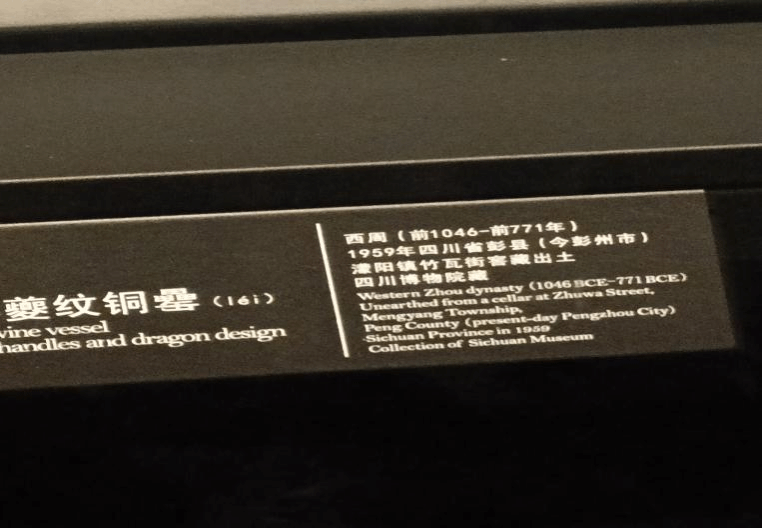 夔纹铜罍（léi）
wine vessel
handles and dragon design
西周（前1046-前771年）
1959年四川省彭县（今彭州市）
濛阳镇竹瓦街窖藏出土
四川博物院藏
Western Zhou dynasty (1046 BCE-771 BCE)
Unearthed from a cellar at Zhuwa Street,
Mengyang Township,
Peng County (present-day Pengzhou City)
Sichuan Province in 1959
Collection of Sichuan Museum